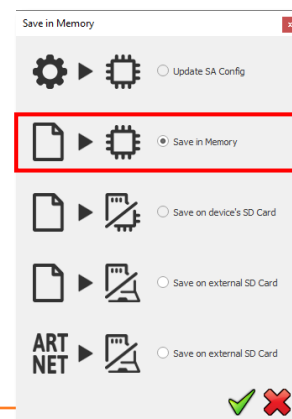 Save in Memory
x
Update SA Config
Save in Memory
Save on device's SD Card
Save on external SD Card
ART
NET
Save on external SD Card